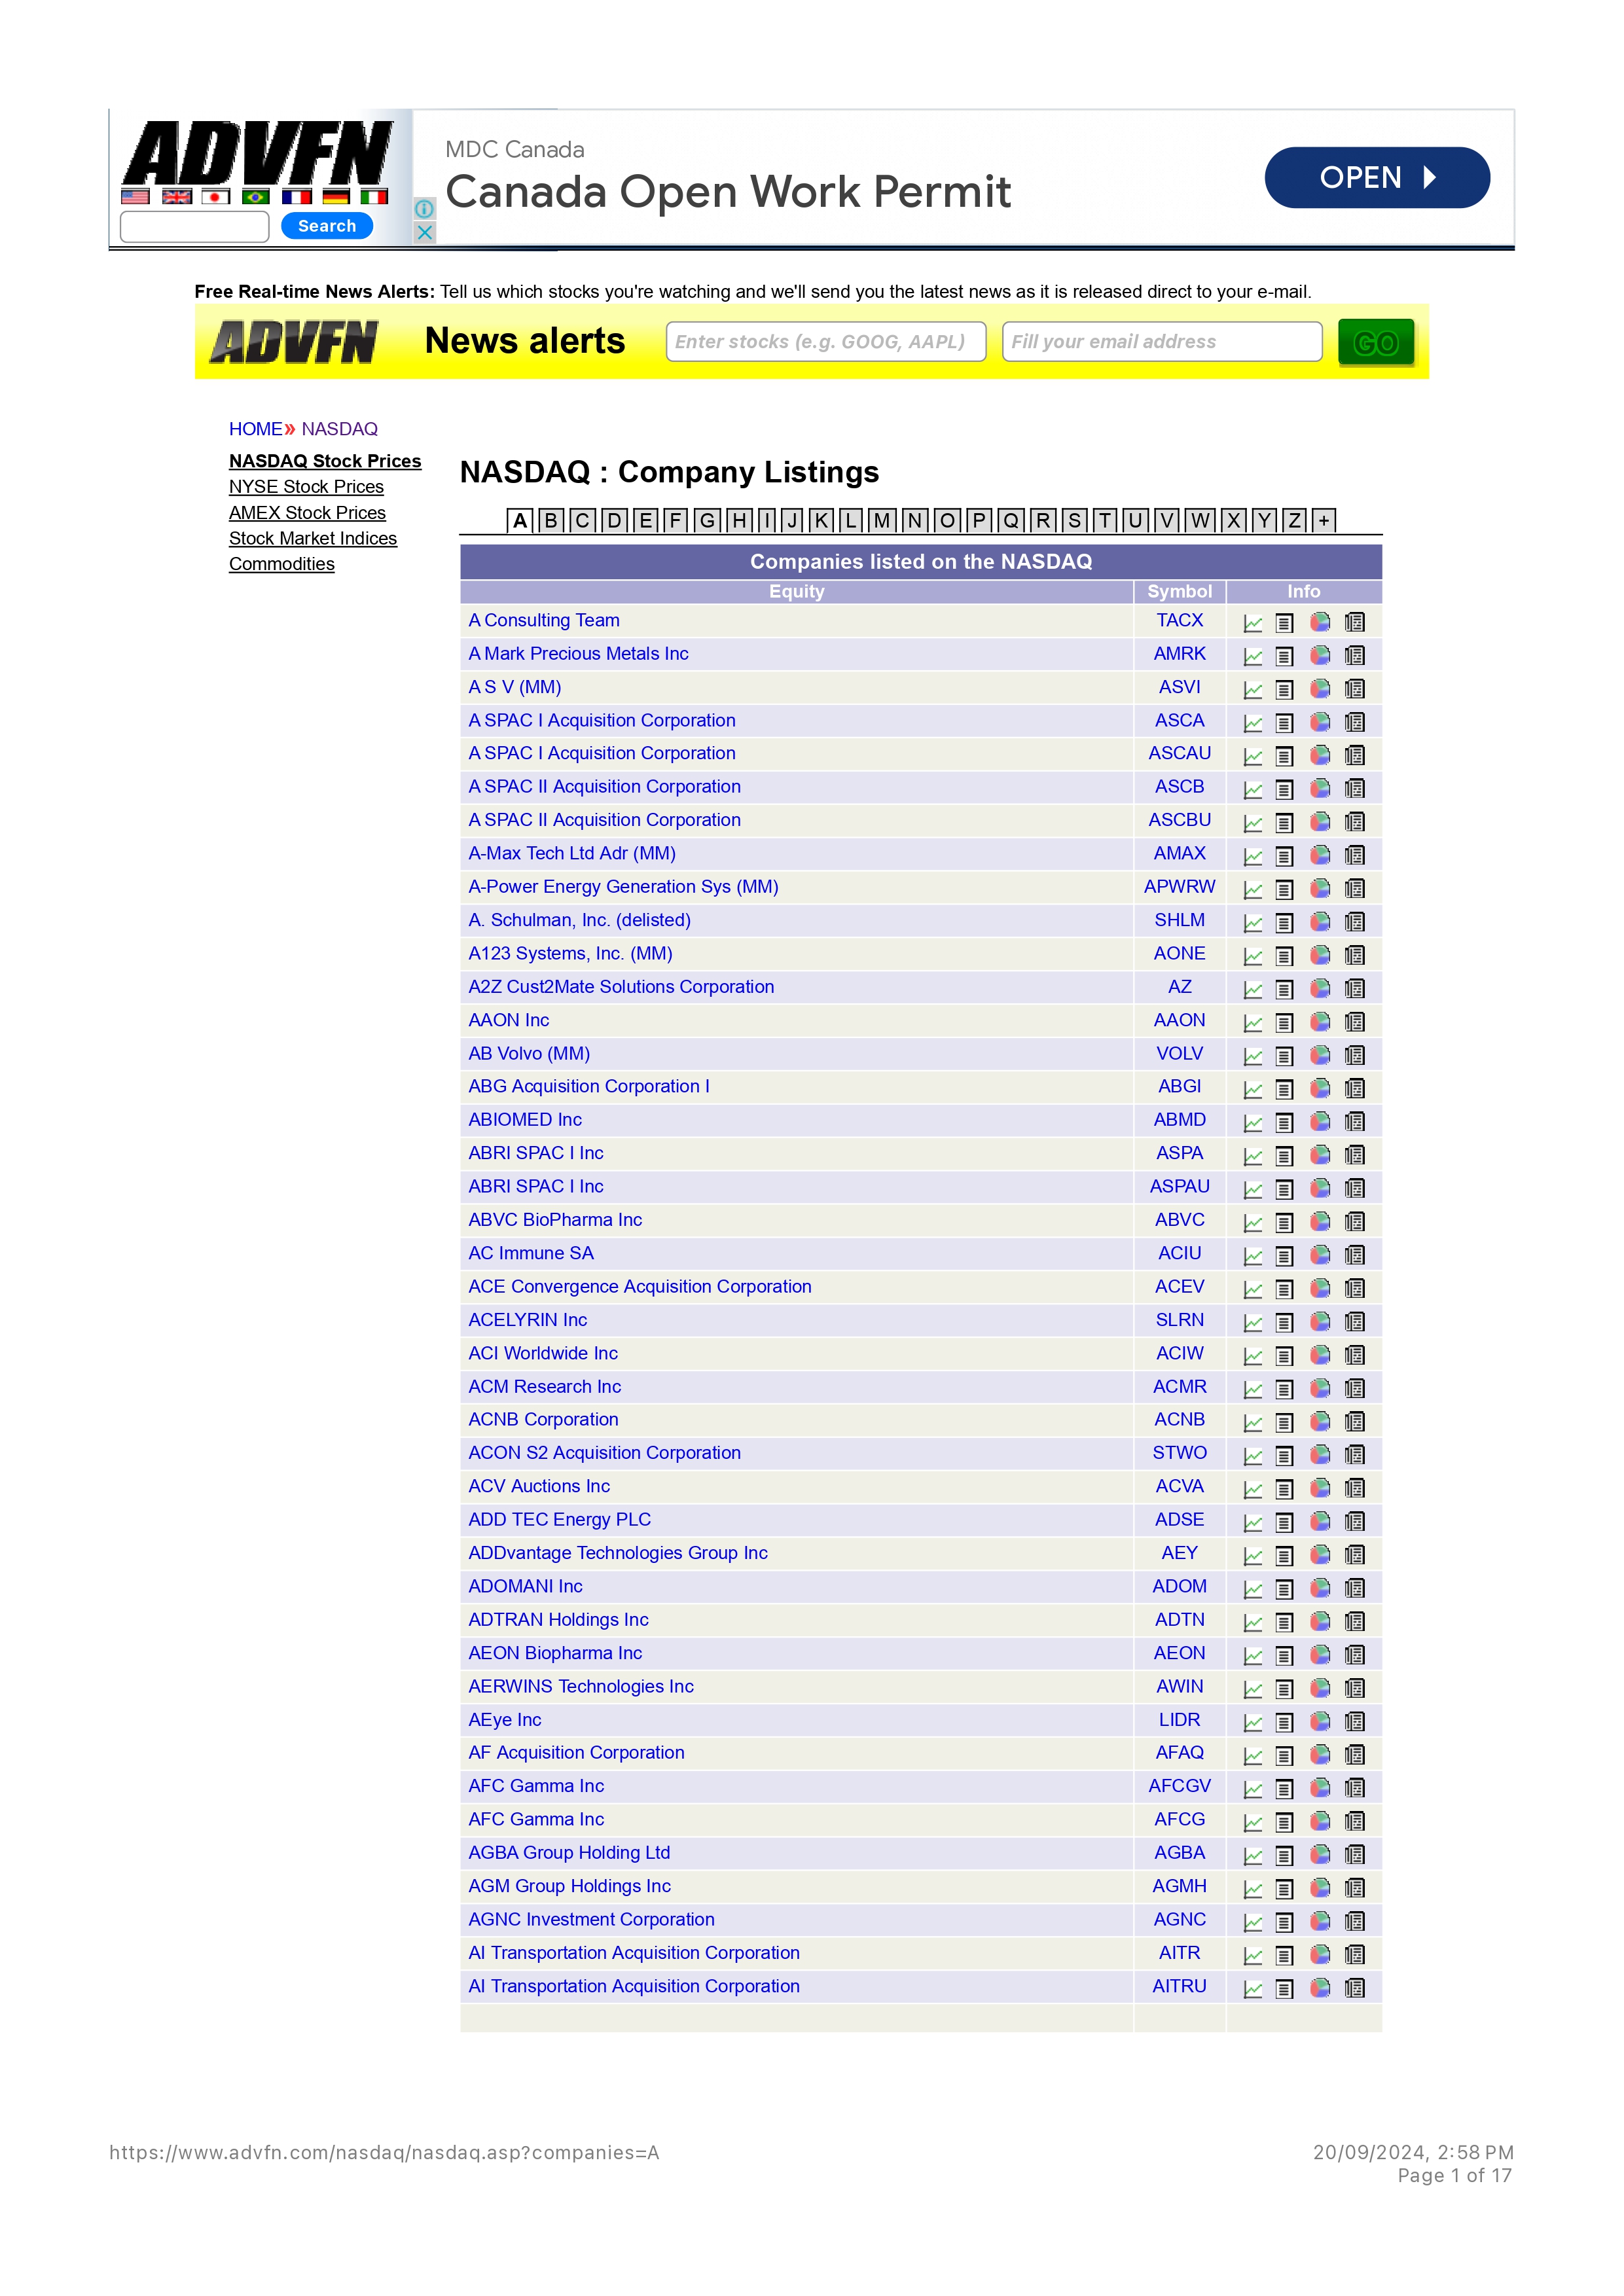 ADVFN
Search
MDC Canada
Canada Open Work Permit
OPEN
Free Real-time News Alerts: Tell us which stocks you're watching and we'll send you the latest news as it is released direct to your e-mail.
ADVFN News alerts Enter stocks (e.g. GOOG, AAPL) Fill your email address GO
HOME» NASDAQ
NASDAQ Stock Prices
NYSE Stock Prices
AMEX Stock Prices
Stock Market Indices
Commodities
NASDAQ : Company Listings
A B C D E F G H I J K L M N O P Q R S T U V W X Y Z +
Companies listed on the NASDAQ
Equity Symbol Info
A Consulting Team TACX
A Mark Precious Metals Inc AMRK
A S V (MM) ASVI
A SPAC I Acquisition Corporation ASCA
A SPAC I Acquisition Corporation ASCAU
A SPAC II Acquisition Corporation ASCB
A SPAC II Acquisition Corporation ASCBU
A-Max Tech Ltd Adr (MM) AMAX
A-Power Energy Generation Sys (MM) APWRW
A. Schulman, Inc. (delisted) SHLM
A123 Systems, Inc. (MM) AONE
A2Z Cust2Mate Solutions Corporation AZ
AAON Inc AAON
AB Volvo (MM) VOLV
ABG Acquisition Corporation I ABGI
ABIOMED Inc ABMD
ABRI SPAC I Inc ASPA
ABRI SPAC I Inc ASPAU
ABVC BioPharma Inc ABVC
AC Immune SA ACIU
ACE Convergence Acquisition Corporation ACEV
ACELYRIN Inc SLRN
ACI Worldwide Inc ACIW
ACM Research Inc ACMR
ACNB Corporation ACNB
ACON S2 Acquisition Corporation STWO
ACV Auctions Inc ACVA
ADD TEC Energy PLC ADSE
ADDvantage Technologies Group Inc AEY
ADOMANI Inc ADOM
ADTRAN Holdings Inc ADTN
AEON Biopharma Inc AEON
AERWINS Technologies Inc AWIN
AEye Inc LIDR
AF Acquisition Corporation AFAQ
AFC Gamma Inc AFCGV
AFC Gamma Inc AFCG
AGBA Group Holding Ltd AGBA
AGM Group Holdings Inc AGMH
AGNC Investment Corporation AGNC
AI Transportation Acquisition Corporation AITR
AI Transportation Acquisition Corporation AITRU
https://www.advfn.com/nasdaq/nasdaq.asp?companies=A 20/09/2024, 2:58 PM
Page 1 of 17